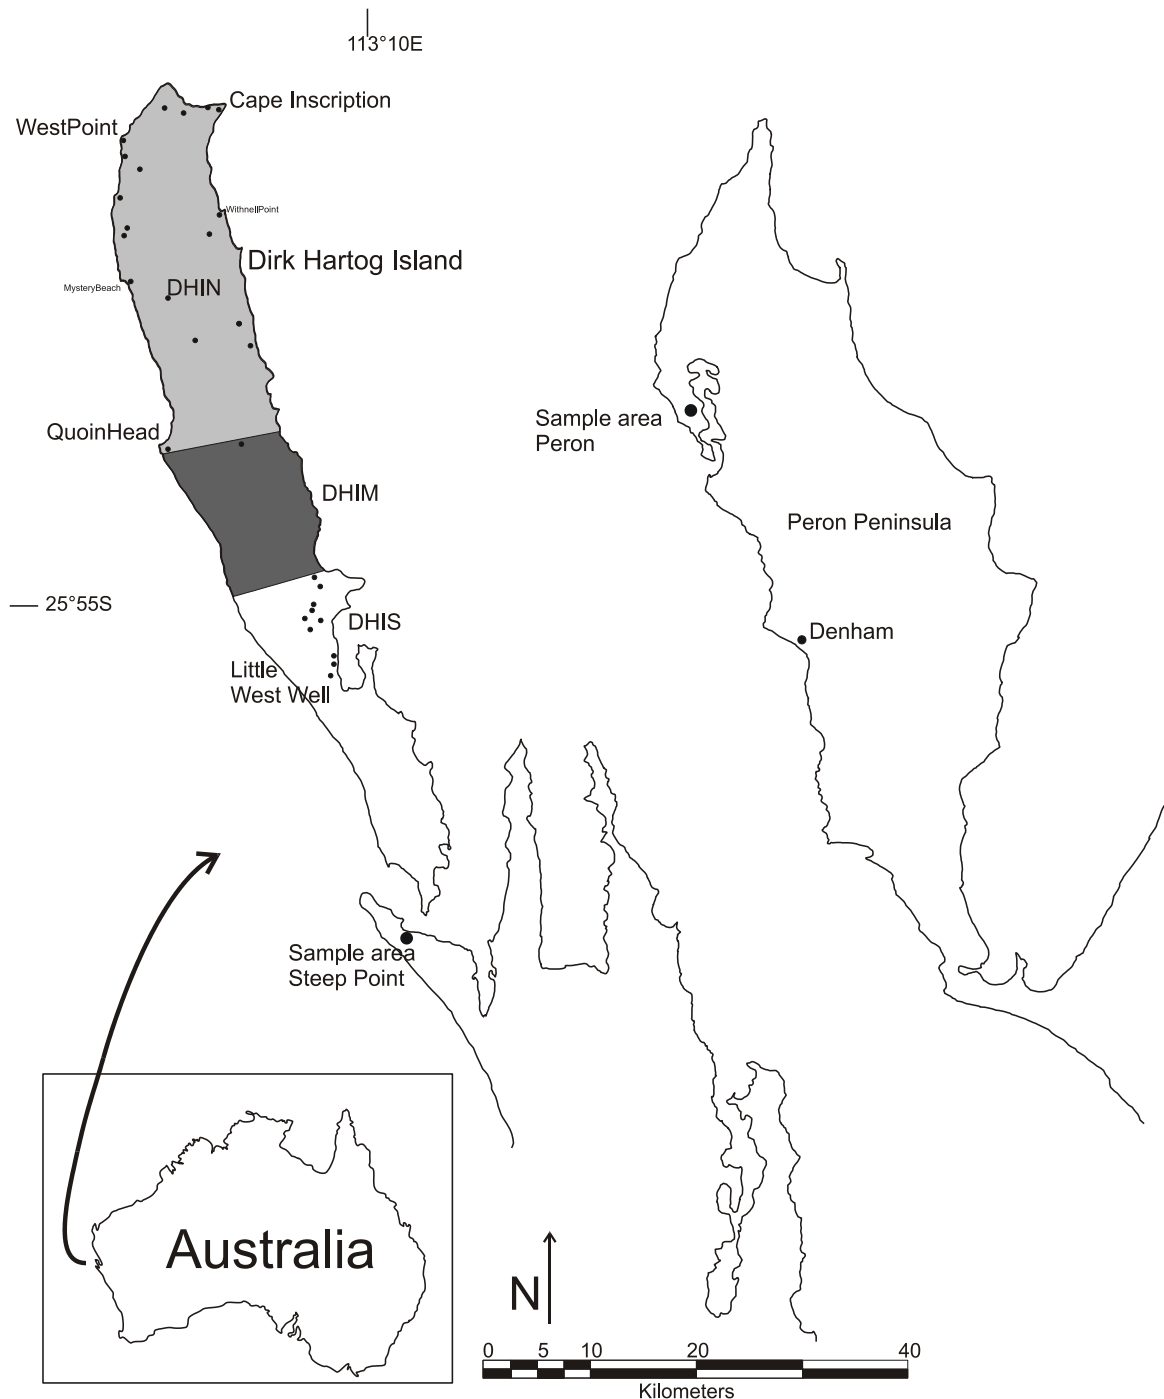 113°10E
Cape Inscription
WestPoint
WithnellPoint
Dirk Hartog Island
MysteryBeach
DHIN
Sample area
Peron
QuoinHead
DHIM
Peron Peninsula
25°55S
DHIS
Denham
Little
West Well
Sample area
Steep Point
Australia
N
0 5 10 20 40
Kilometers